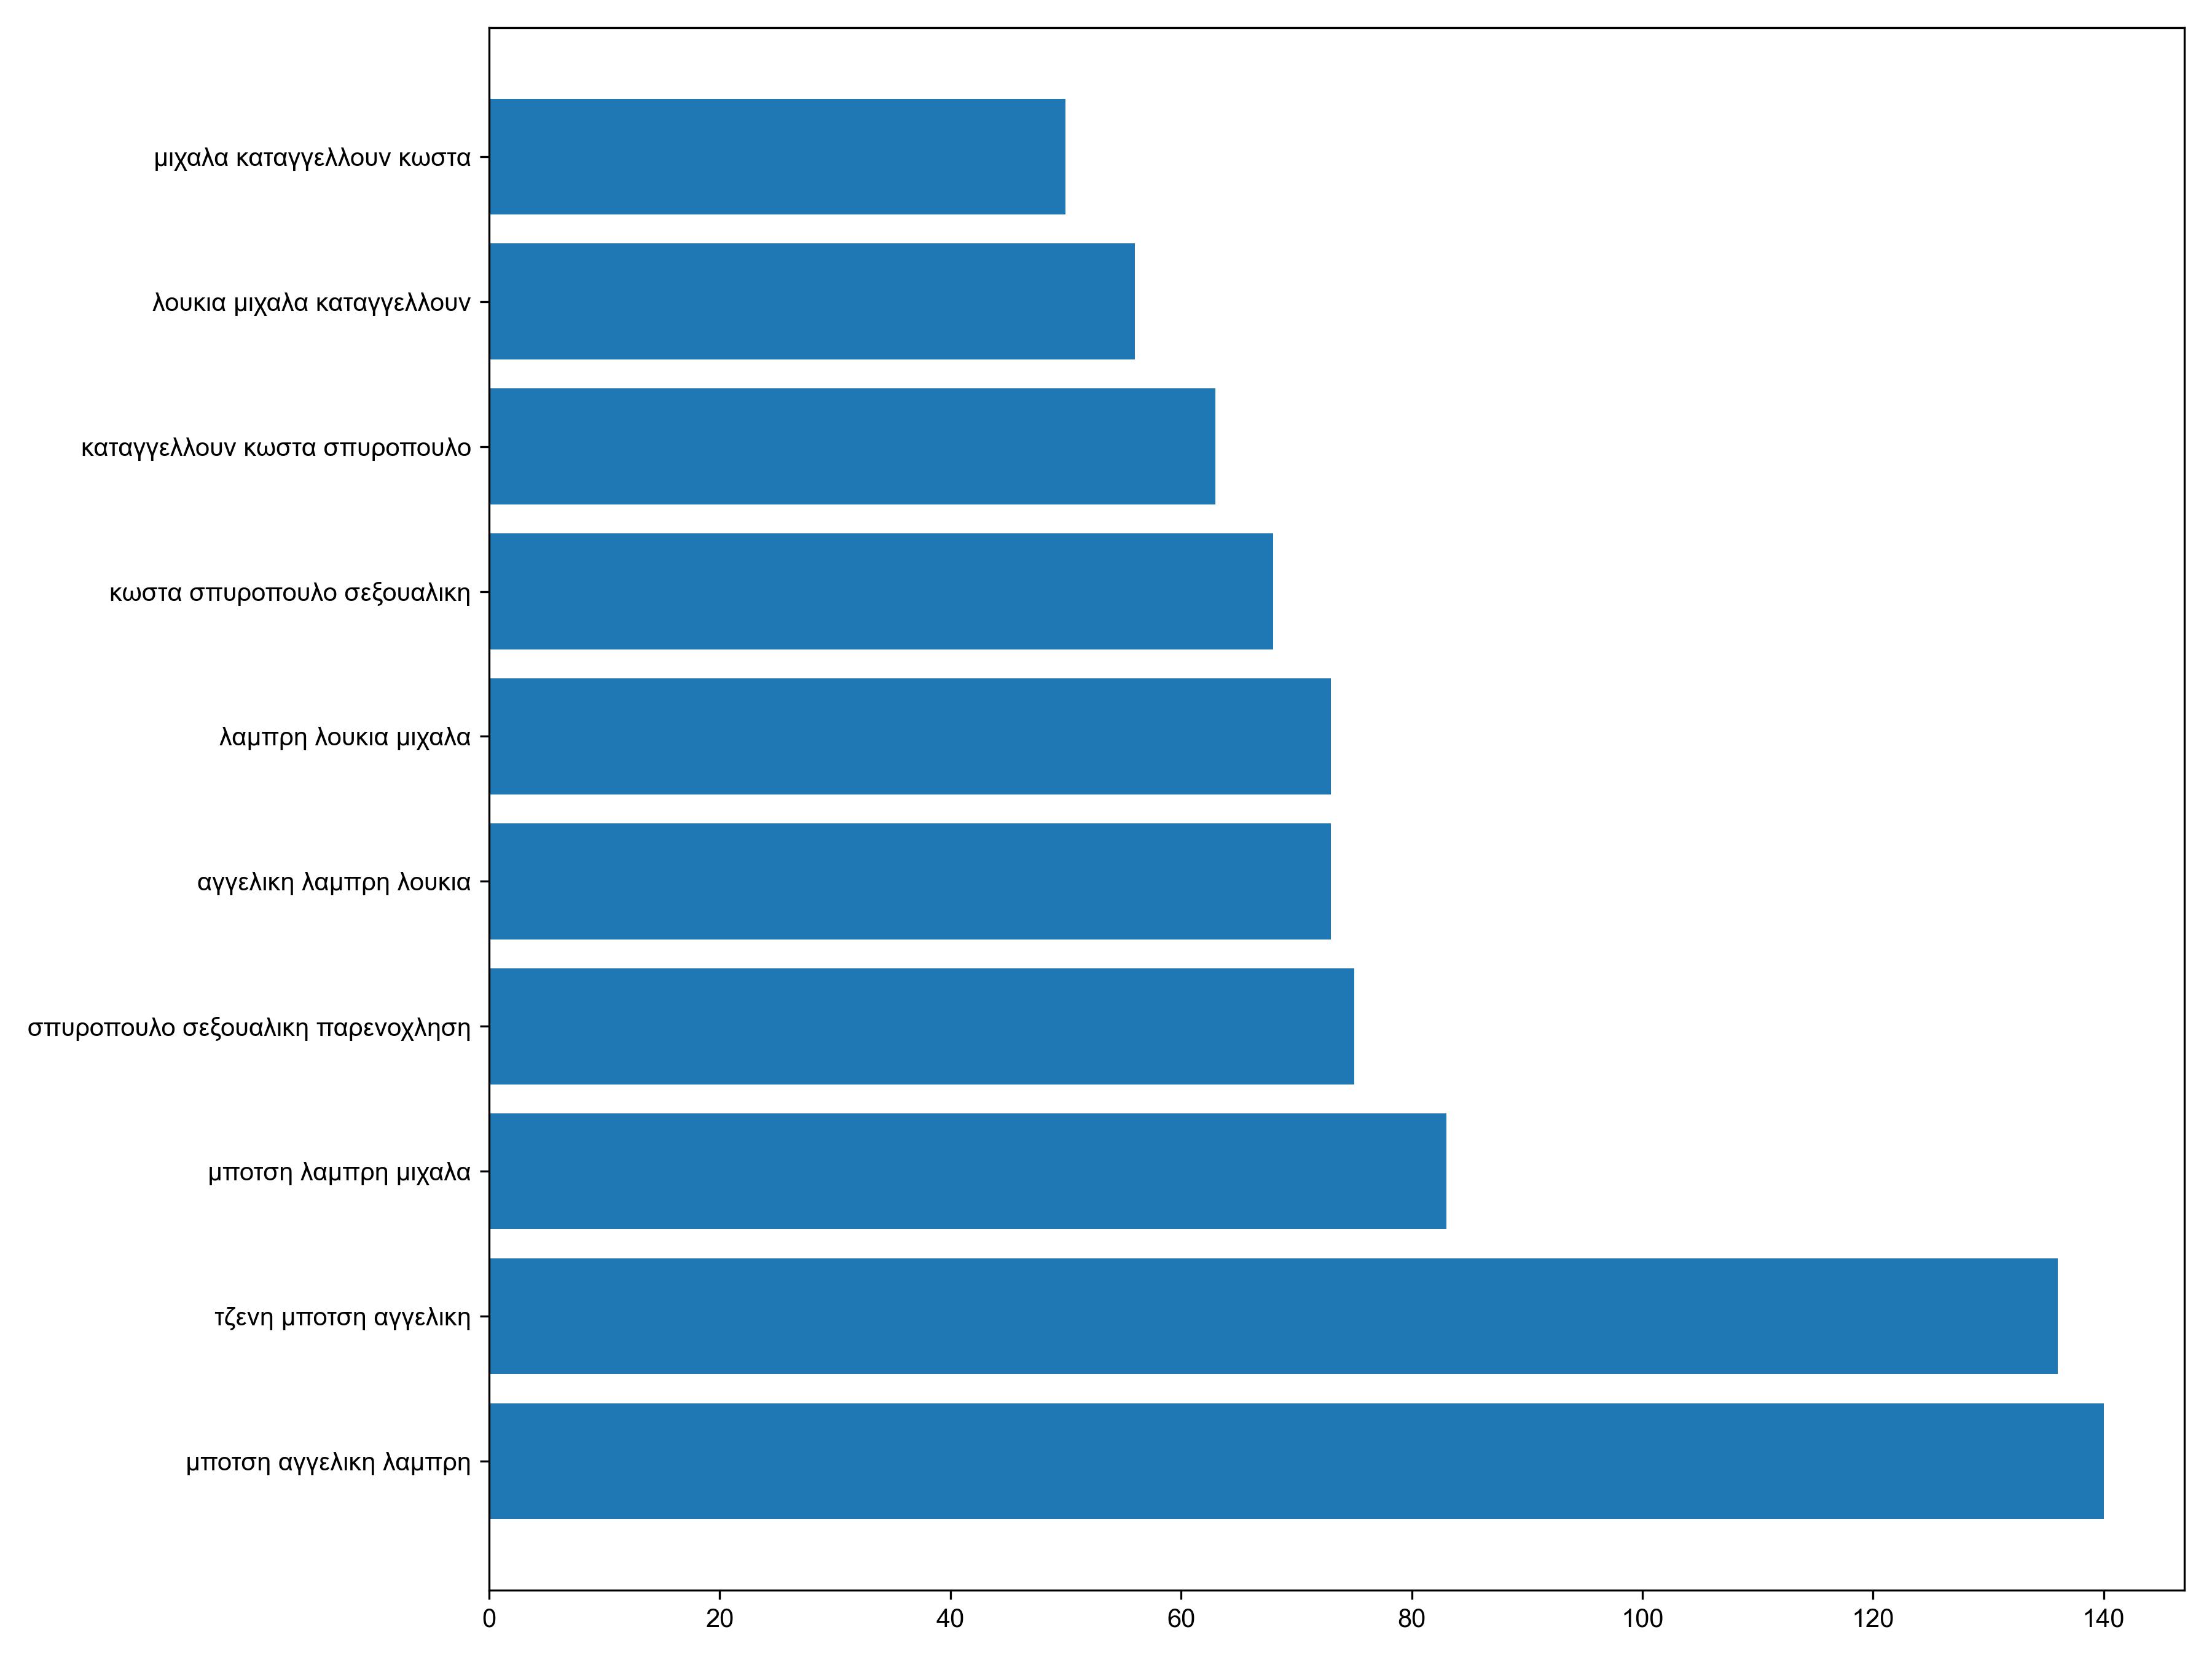 μιχαλα καταγγελλουν κωστα
λουκια μιχαλα καταγγελλουν
καταγγελλουν κωστα σπυροπουλο
κωστα σπυροπουλο σεξουαλικη
λαμπρη λουκια μιχαλα
αγγελικη λαμπρη λουκια
σπυροπουλο σεξουαλικη παρενοχληση
μποτση λαμπρη μιχαλα
τζενη μποτση αγγελικη
μποτση αγγελικη λαμπρη
0 20 40 60 80 100 120 140